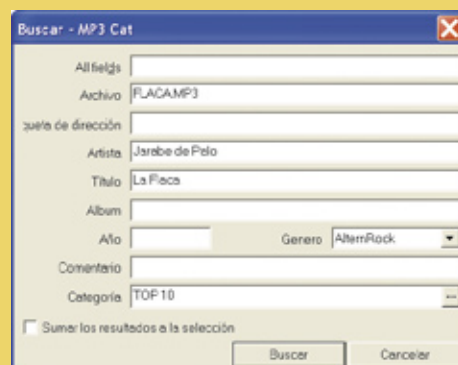 Buscar - MP3 Cat
All fields
Archivo FLACA.MP3
queta de dirección
Artista Jarabe de Palo
Título La Flaca
Album
Año Genero AlternRock
Comentario
Categoría TOP 10 ...
Sumar los resultados a la selección
Buscar Cancelar